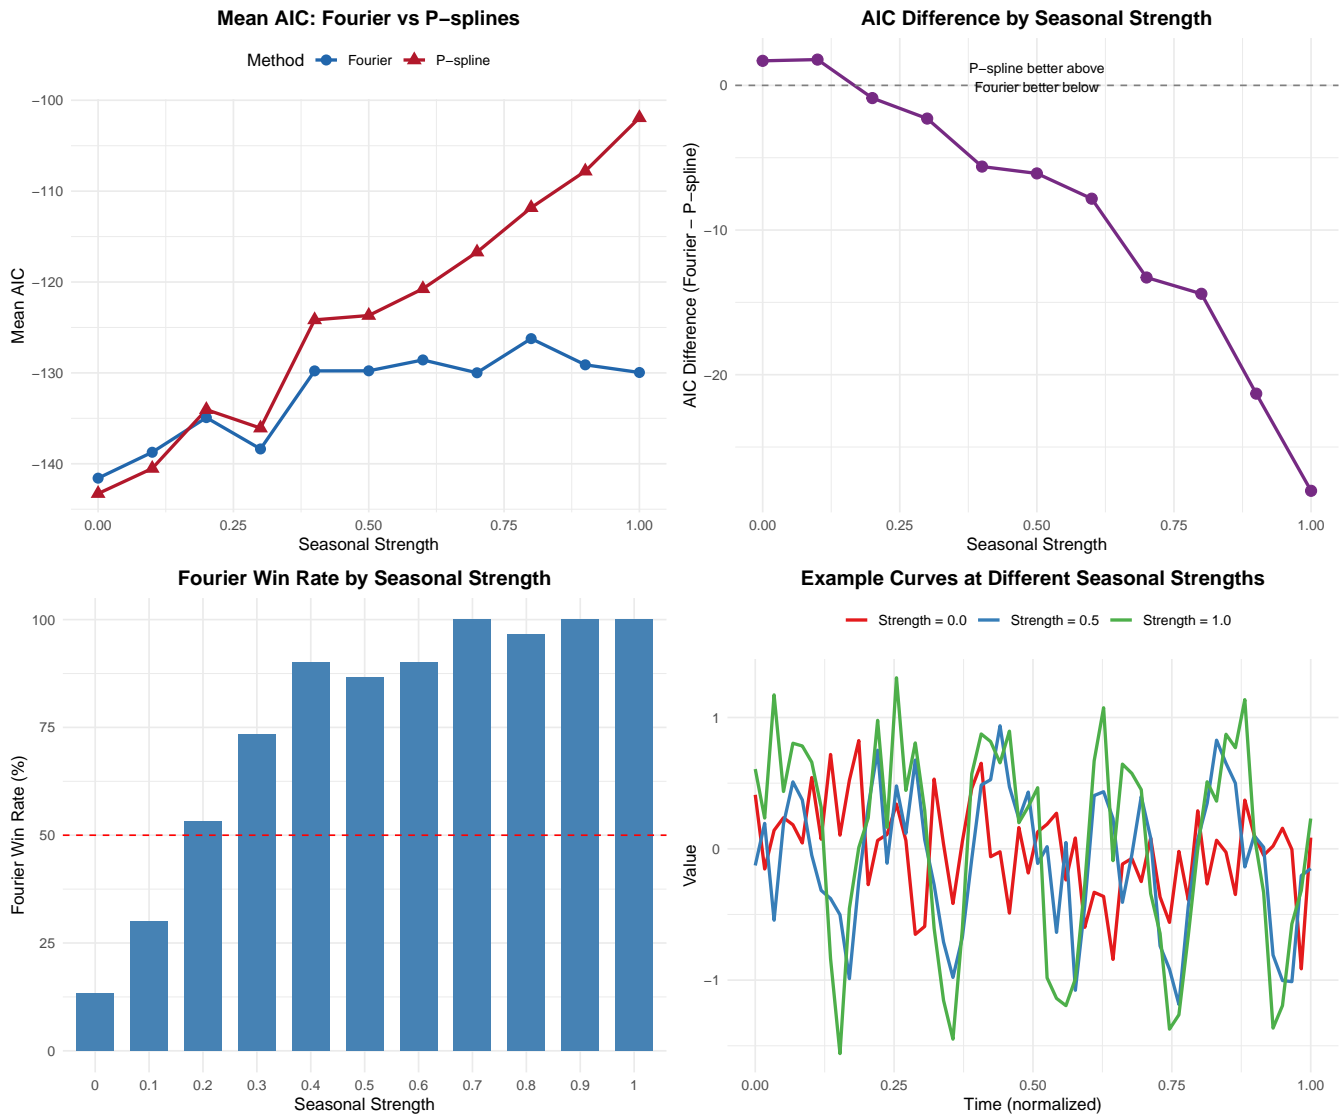 Mean AIC: Fourier vs P−splines
Method Fourier P−spline
Mean AIC
−100
−110
−120
−130
−140
0.00 0.25 0.50 0.75 1.00
Seasonal Strength
AIC Difference by Seasonal Strength
P−spline better above
Fourier better below
AIC Difference (Fourier − P−spline)
0
−10
−20
0.00 0.25 0.50 0.75 1.00
Seasonal Strength
Fourier Win Rate by Seasonal Strength
Fourier Win Rate (%)
100
75
50
25
0
0 0.1 0.2 0.3 0.4 0.5 0.6 0.7 0.8 0.9 1
Seasonal Strength
Example Curves at Different Seasonal Strengths
Strength = 0.0 Strength = 0.5 Strength = 1.0
Value
1
0
−1
0.00 0.25 0.50 0.75 1.00
Time (normalized)